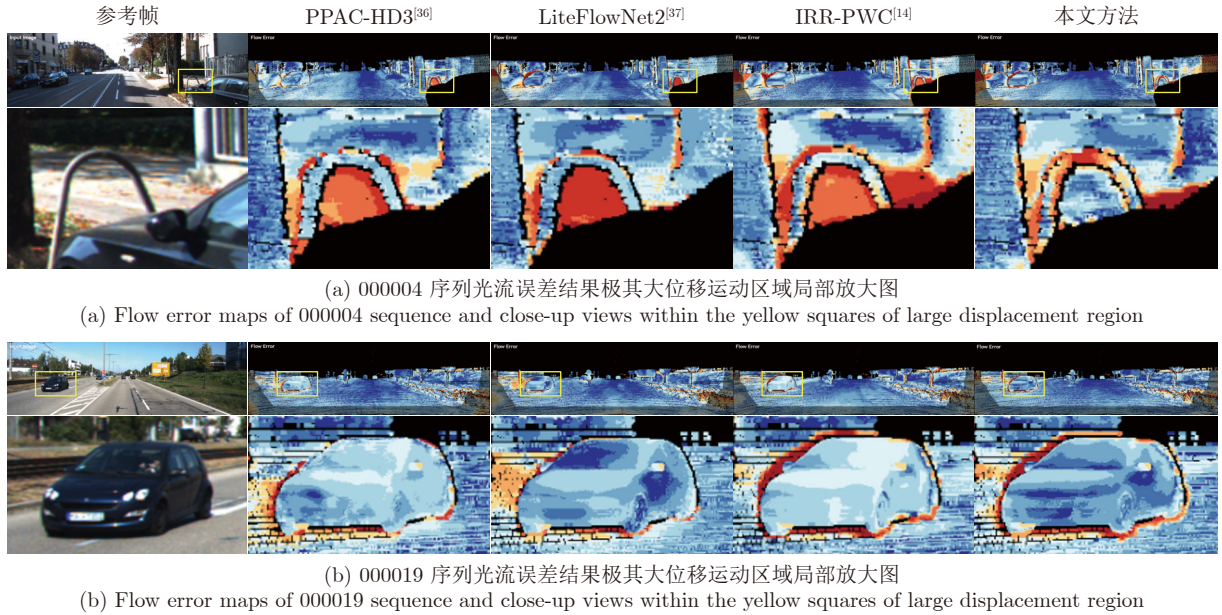 参考帧 PPAC-HD3[36] LiteFlowNet2[37] IRR-PWC[14] 本文方法
Input Image Flow Error Flow Error Flow Error Flow Error
(a) 000004 序列光流误差结果极其大位移运动区域局部放大图
(a) Flow error maps of 000004 sequence and close-up views within the yellow squares of large displacement region
Input Image Flow Error Flow Error Flow Error Flow Error
(b) 000019 序列光流误差结果极其大位移运动区域局部放大图
(b) Flow error maps of 000019 sequence and close-up views within the yellow squares of large displacement region